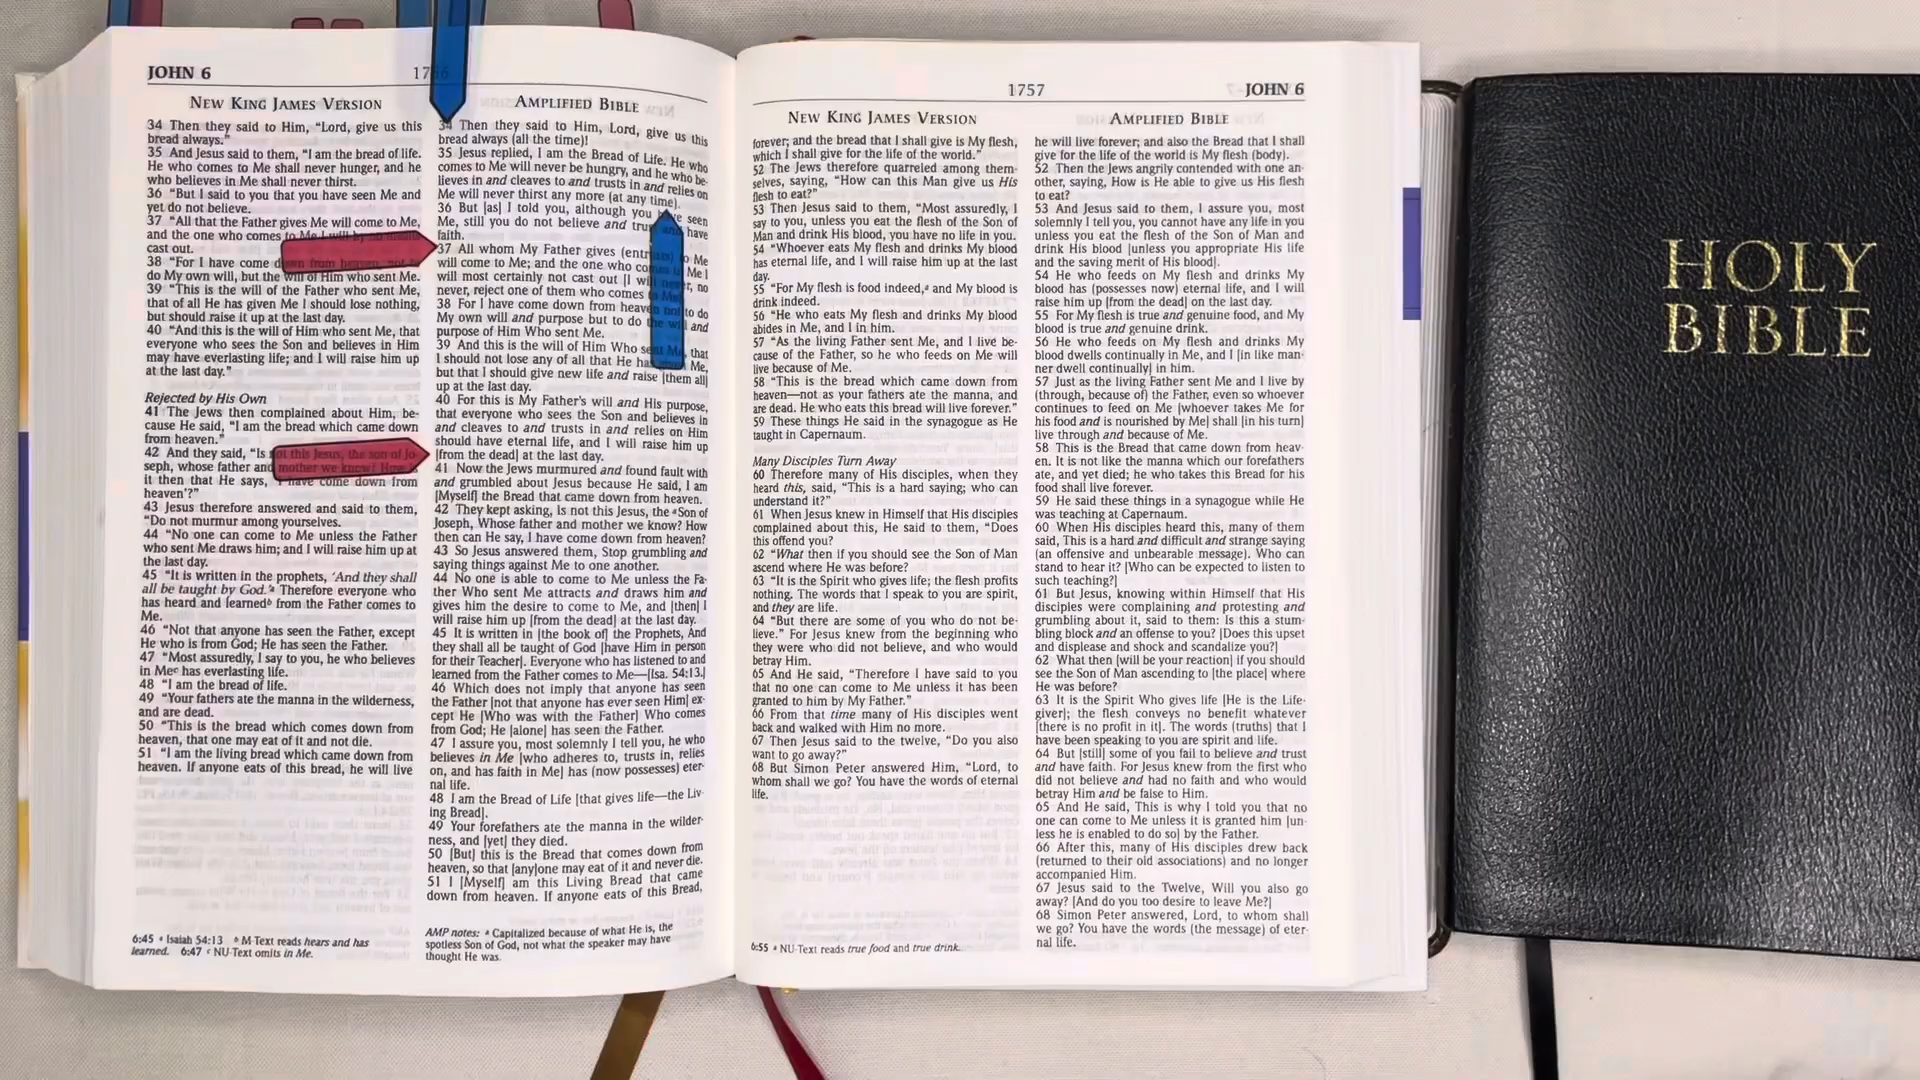 JOHN 6
17
NEW KING JAMES VERSION
34 Then they said to Him, “Lord, give us this
bread always.”
35 And Jesus said to them, “I am the bread of life.
He who comes to Me shall never hunger, and he
who believes in Me shall never thirst.
36 “But I said to you that you have seen Me and
yet do not believe.
37 “All that the Father gives Me will come to Me,
and the one who comes to Me I will by no means
cast out.
38 “For I have come down from heaven, not to
do My own will, but the will of Him who sent Me.
39 “This is the will of the Father who sent Me,
that of all He has given Me I should lose nothing,
but should raise it up at the last day.
40 “And this is the will of Him who sent Me, that
everyone who sees the Son and believes in Him
may have everlasting life; and I will raise him up
at the last day.”
Rejected by His Own
41 The Jews then complained about Him, be-
cause He said, “I am the bread which came down
from heaven.”
42 And they said, “Is not this Jesus, the son of Jo-
seph, whose father and mother we know? How is
it then that He says, ‘I have come down from
heaven’?”
43 Jesus therefore answered and said to them,
“Do not murmur among yourselves.
44 “No one can come to Me unless the Father
who sent Me draws him; and I will raise him up at
the last day.
45 “It is written in the prophets, ‘And they shall
all be taught by God.’a Therefore everyone who
has heard and learnedb from the Father comes to
Me.
46 “Not that anyone has seen the Father, except
He who is from God; He has seen the Father.
47 “Most assuredly, I say to you, he who believes
in Mec has everlasting life.
48 “I am the bread of life.
49 “Your fathers ate the manna in the wilderness,
and are dead.
50 “This is the bread which comes down from
heaven, that one may eat of it and not die.
51 “I am the living bread which came down from
heaven. If anyone eats of this bread, he will live
6:45 a Isaiah 54:13 b M-Text reads hears and has
learned. 6:47 c NU-Text omits in Me.
AMPLIFIED BIBLE
34 Then they said to Him, Lord, give us this
bread always (all the time)!
35 Jesus replied, I am the Bread of Life. He who
comes to Me will never be hungry, and he who be-
lieves in and cleaves to and trusts in and relies on
Me will never thirst any more (at any time).
36 But [as] I told you, although you have seen
Me, still you do not believe and trust and have
faith.
37 All whom My Father gives (entrusts) to Me
will come to Me; and the one who comes to Me I
will most certainly not cast out [I will never, no
never, reject one of them who comes to Me].
38 For I have come down from heaven not to do
My own will and purpose but to do the will and
purpose of Him Who sent Me.
39 And this is the will of Him Who sent Me, that
I should not lose any of all that He has given Me,
but that I should give new life and raise [them all]
up at the last day.
40 For this is My Father’s will and His purpose,
that everyone who sees the Son and believes in
and cleaves to and trusts in and relies on Him
should have eternal life, and I will raise him up
[from the dead] at the last day.
41 Now the Jews murmured and found fault with
and grumbled about Jesus because He said, I am
[Myself] the Bread that came down from heaven.
42 They kept asking, Is not this Jesus, the aSon of
Joseph, Whose father and mother we know? How
then can He say, I have come down from heaven?
43 So Jesus answered them, Stop grumbling and
saying things against Me to one another.
44 No one is able to come to Me unless the Fa-
ther Who sent Me attracts and draws him and
gives him the desire to come to Me, and [then] I
will raise him up [from the dead] at the last day.
45 It is written in [the book of] the Prophets, And
they shall all be taught of God [have Him in person
for their Teacher]. Everyone who has listened to and
learned from the Father comes to Me—[Isa. 54:13.]
46 Which does not imply that anyone has seen
the Father [not that anyone has ever seen Him] ex-
cept He [Who was with the Father] Who comes
from God; He [alone] has seen the Father.
47 I assure you, most solemnly I tell you, he who
believes in Me [who adheres to, trusts in, relies
on, and has faith in Me] has (now possesses) eter-
nal life.
48 I am the Bread of Life [that gives life—the Liv-
ing Bread].
49 Your forefathers ate the manna in the wilder-
ness, and [yet] they died.
50 [But] this is the Bread that comes down from
heaven, so that [any]one may eat of it and never die.
51 I [Myself] am this Living Bread that came
down from heaven. If anyone eats of this Bread,
AMP notes: a Capitalized because of what He is, the
spotless Son of God, not what the speaker may have
thought He was.
1757
JOHN 6
NEW KING JAMES VERSION
forever; and the bread that I shall give is My flesh,
which I shall give for the life of the world.”
52 The Jews therefore quarreled among them-
selves, saying, “How can this Man give us His
flesh to eat?”
53 Then Jesus said to them, “Most assuredly, I
say to you, unless you eat the flesh of the Son of
Man and drink His blood, you have no life in you.
54 “Whoever eats My flesh and drinks My blood
has eternal life, and I will raise him up at the last
day.
55 “For My flesh is food indeed,a and My blood is
drink indeed.
56 “He who eats My flesh and drinks My blood
abides in Me, and I in him.
57 “As the living Father sent Me, and I live be-
cause of the Father, so he who feeds on Me will
live because of Me.
58 “This is the bread which came down from
heaven—not as your fathers ate the manna, and
are dead. He who eats this bread will live forever.”
59 These things He said in the synagogue as He
taught in Capernaum.
Many Disciples Turn Away
60 Therefore many of His disciples, when they
heard this, said, “This is a hard saying; who can
understand it?”
61 When Jesus knew in Himself that His disciples
complained about this, He said to them, “Does
this offend you?
62 “What then if you should see the Son of Man
ascend where He was before?
63 “It is the Spirit who gives life; the flesh profits
nothing. The words that I speak to you are spirit,
and they are life.
64 “But there are some of you who do not be-
lieve.” For Jesus knew from the beginning who
they were who did not believe, and who would
betray Him.
65 And He said, “Therefore I have said to you
that no one can come to Me unless it has been
granted to him by My Father.”
66 From that time many of His disciples went
back and walked with Him no more.
67 Then Jesus said to the twelve, “Do you also
want to go away?”
68 But Simon Peter answered Him, “Lord, to
whom shall we go? You have the words of eternal
life.
6:55 a NU-Text reads true food and true drink.
AMPLIFIED BIBLE
he will live forever; and also the Bread that I shall
give for the life of the world is My flesh (body).
52 Then the Jews angrily contended with one an-
other, saying, How is He able to give us His flesh
to eat?
53 And Jesus said to them, I assure you, most
solemnly I tell you, you cannot have any life in you
unless you eat the flesh of the Son of Man and
drink His blood [unless you appropriate His life
and the saving merit of His blood].
54 He who feeds on My flesh and drinks My
blood has (possesses now) eternal life, and I will
raise him up [from the dead] on the last day.
55 For My flesh is true and genuine food, and My
blood is true and genuine drink.
56 He who feeds on My flesh and drinks My
blood dwells continually in Me, and I [in like man-
ner dwell continually] in him.
57 Just as the living Father sent Me and I live by
(through, because of) the Father, even so whoever
continues to feed on Me [whoever takes Me for
his food and is nourished by Me] shall [in his turn]
live through and because of Me.
58 This is the Bread that came down from heav-
en. It is not like the manna which our forefathers
ate, and yet died; he who takes this Bread for his
food shall live forever.
59 He said these things in a synagogue while He
was teaching at Capernaum.
60 When His disciples heard this, many of them
said, This is a hard and difficult and strange saying
(an offensive and unbearable message). Who can
stand to hear it? [Who can be expected to listen to
such teaching?]
61 But Jesus, knowing within Himself that His
disciples were complaining and protesting and
grumbling about it, said to them: Is this a stum-
bling block and an offense to you? [Does this upset
and displease and shock and scandalize you?]
62 What then [will be your reaction] if you should
see the Son of Man ascending to [the place] where
He was before?
63 It is the Spirit Who gives life [He is the Life-
giver]; the flesh conveys no benefit whatever
[there is no profit in it]. The words (truths) that I
have been speaking to you are spirit and life.
64 But [still] some of you fail to believe and trust
and have faith. For Jesus knew from the first who
did not believe and had no faith and who would
betray Him and be false to Him.
65 And He said, This is why I told you that no
one can come to Me unless it is granted him [un-
less he is enabled to do so] by the Father.
66 After this, many of His disciples drew back
(returned to their old associations) and no longer
accompanied Him.
67 Jesus said to the Twelve, Will you also go
away? [And do you too desire to leave Me?]
68 Simon Peter answered, Lord, to whom shall
we go? You have the words (the message) of eter-
nal life.
HOLY
BIBLE